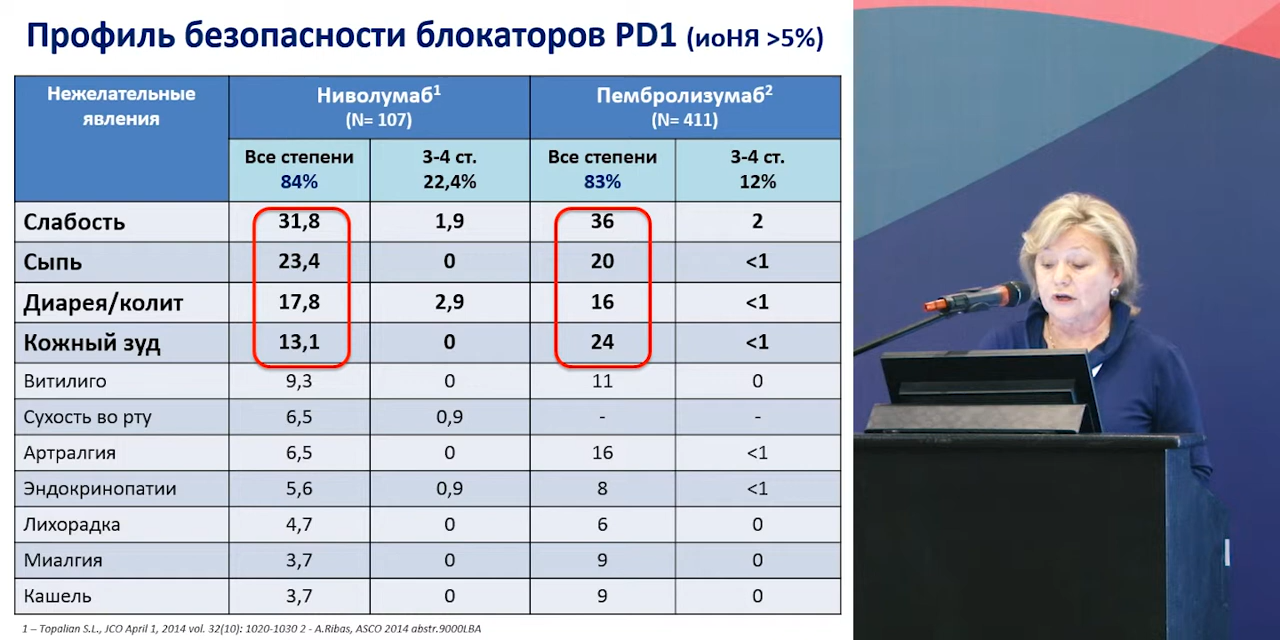 Профиль безопасности блокаторов PD1 (иоНЯ >5%)
Нежелательные явления
Ниволумаб1 (N= 107)
Пембролизумаб2 (N= 411)
Все степени 84%
3-4 ст. 22,4%
Все степени 83%
3-4 ст. 12%
Слабость 31,8 1,9 36 2
Сыпь 23,4 0 20 <1
Диарея/колит 17,8 2,9 16 <1
Кожный зуд 13,1 0 24 <1
Витилиго 9,3 0 11 0
Сухость во рту 6,5 0,9 - -
Артралгия 6,5 0 16 <1
Эндокринопатии 5,6 0,9 8 <1
Лихорадка 4,7 0 6 0
Миалгия 3,7 0 9 0
Кашель 3,7 0 9 0
1 – Topalian S.L., JCO April 1, 2014 vol. 32(10): 1020-1030 2 - A.Ribas, ASCO 2014 abstr.9000LBA